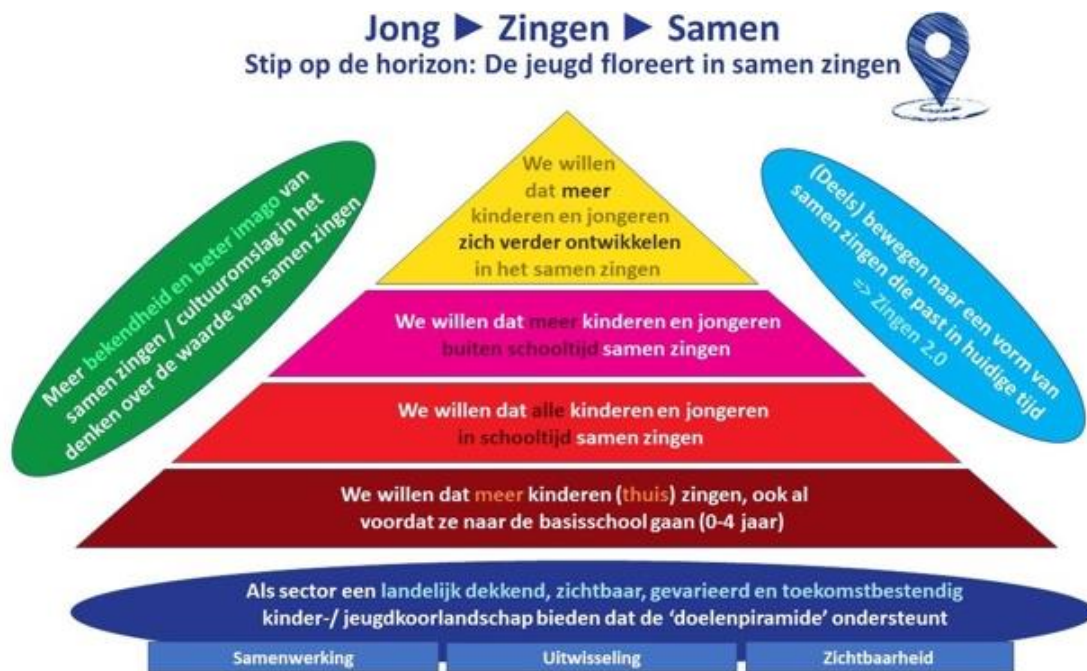 Jong ► Zingen ► Samen
Stip op de horizon: De jeugd floreert in samen zingen
Meer bekendheid en beter imago van
samen zingen / cultuuromslag in het
denken over de waarde van samen zingen
We willen
dat meer
kinderen en jongeren
zich verder ontwikkelen
in het samen zingen
(Deels) bewegen naar een vorm van
samen zingen die past in huidige tijd
=> Zingen 2.0
We willen dat meer kinderen en jongeren
buiten schooltijd samen zingen
We willen dat alle kinderen en jongeren
in schooltijd samen zingen
We willen dat meer kinderen (thuis) zingen, ook al
voordat ze naar de basisschool gaan (0-4 jaar)
Als sector een landelijk dekkend, zichtbaar, gevarieerd en toekomstbestendig
kinder-/ jeugdkoorlandschap bieden dat de ‘doelenpiramide’ ondersteunt
Samenwerking
Uitwisseling
Zichtbaarheid